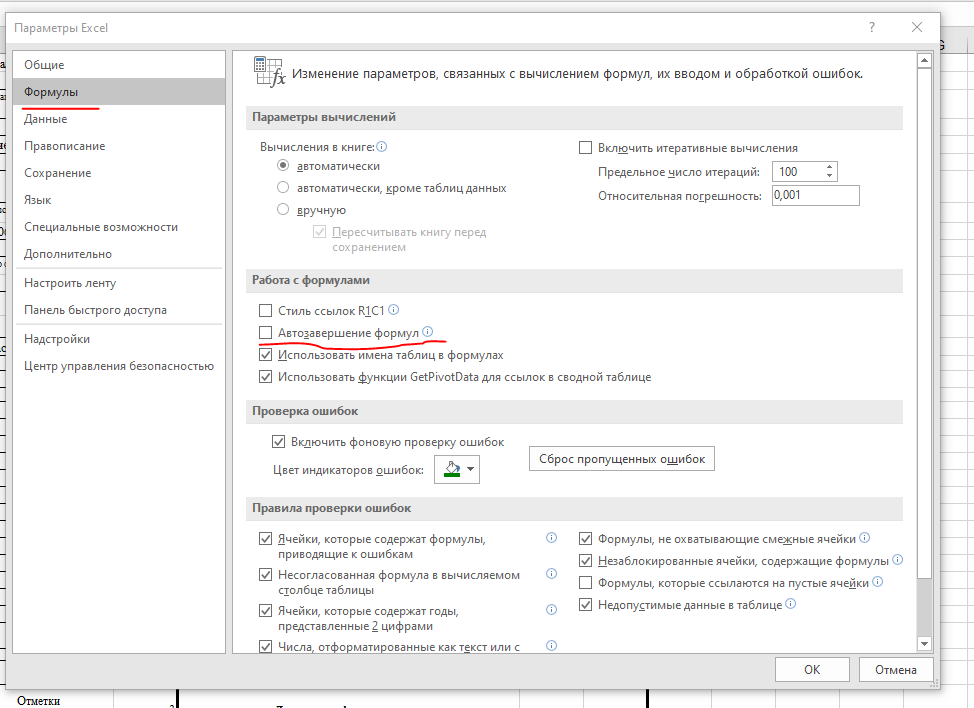 Параметры Excel
?
Общие
Формулы
Данные
Правописание
Сохранение
Язык
Специальные возможности
Дополнительно
Настроить ленту
Панель быстрого доступа
Надстройки
Центр управления безопасностью
Изменение параметров, связанных с вычислением формул, их вводом и обработкой ошибок.
Параметры вычислений
Вычисления в книге:
автоматически
автоматически, кроме таблиц данных
вручную
Пересчитывать книгу перед
сохранением
Включить итеративные вычисления
Предельное число итераций: 100
Относительная погрешность: 0,001
Работа с формулами
Стиль ссылок R1C1
Автозавершение формул
Использовать имена таблиц в формулах
Использовать функции GetPivotData для ссылок в сводной таблице
Проверка ошибок
Включить фоновую проверку ошибок
Цвет индикаторов ошибок:
Сброс пропущенных ошибок
Правила проверки ошибок
Ячейки, которые содержат формулы,
приводящие к ошибкам
Несогласованная формула в вычисляемом
столбце таблицы
Ячейки, которые содержат годы,
представленные 2 цифрами
Числа, отформатированные как текст или с
Формулы, не охватывающие смежные ячейки
Незаблокированные ячейки, содержащие формулы
Формулы, которые ссылаются на пустые ячейки
Недопустимые данные в таблице
ОК
Отмена
Отметки